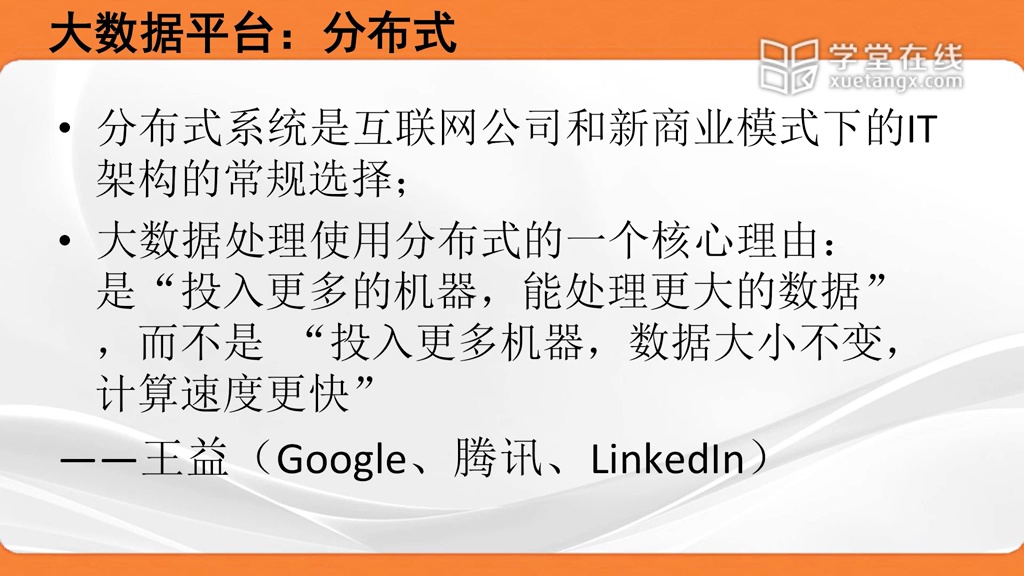 大数据平台：分布式
学堂在线
xuetangx.com
• 分布式系统是互联网公司和新商业模式下的IT
架构的常规选择；
• 大数据处理使用分布式的一个核心理由：
是“投入更多的机器，能处理更大的数据”
，而不是 “投入更多机器，数据大小不变，
计算速度更快”
——王益（Google、腾讯、LinkedIn）